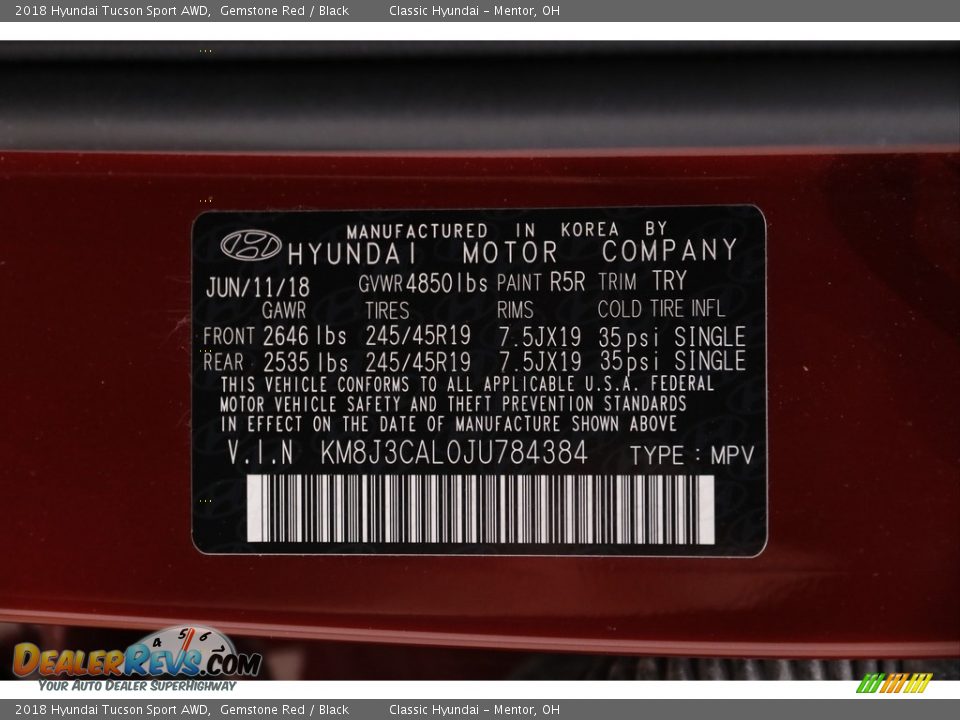 2018 Hyundai Tucson Sport AWD,  Gemstone Red / Black        Classic Hyundai – Mentor, OH
MANUFACTURED IN KOREA BY
HYUNDAI MOTOR COMPANY
JUN/11/18 GVWR 4850lbs PAINT R5R TRIM TRY
GAWR TIRES RIMS COLD TIRE INFL
FRONT 2646 lbs 245/45R19 7.5JX19 35psi SINGLE
REAR 2535 lbs 245/45R19 7.5JX19 35psi SINGLE
THIS VEHICLE CONFORMS TO ALL APPLICABLE U.S.A. FEDERAL
MOTOR VEHICLE SAFETY AND THEFT PREVENTION STANDARDS
IN EFFECT ON THE DATE OF MANUFACTURE SHOWN ABOVE
V.I.N KM8J3CAL0JU784384 TYPE : MPV
4 5 6
DEALERREVS.COM
YOUR AUTO DEALER SUPERHIGHWAY
2018 Hyundai Tucson Sport AWD,  Gemstone Red / Black        Classic Hyundai – Mentor, OH